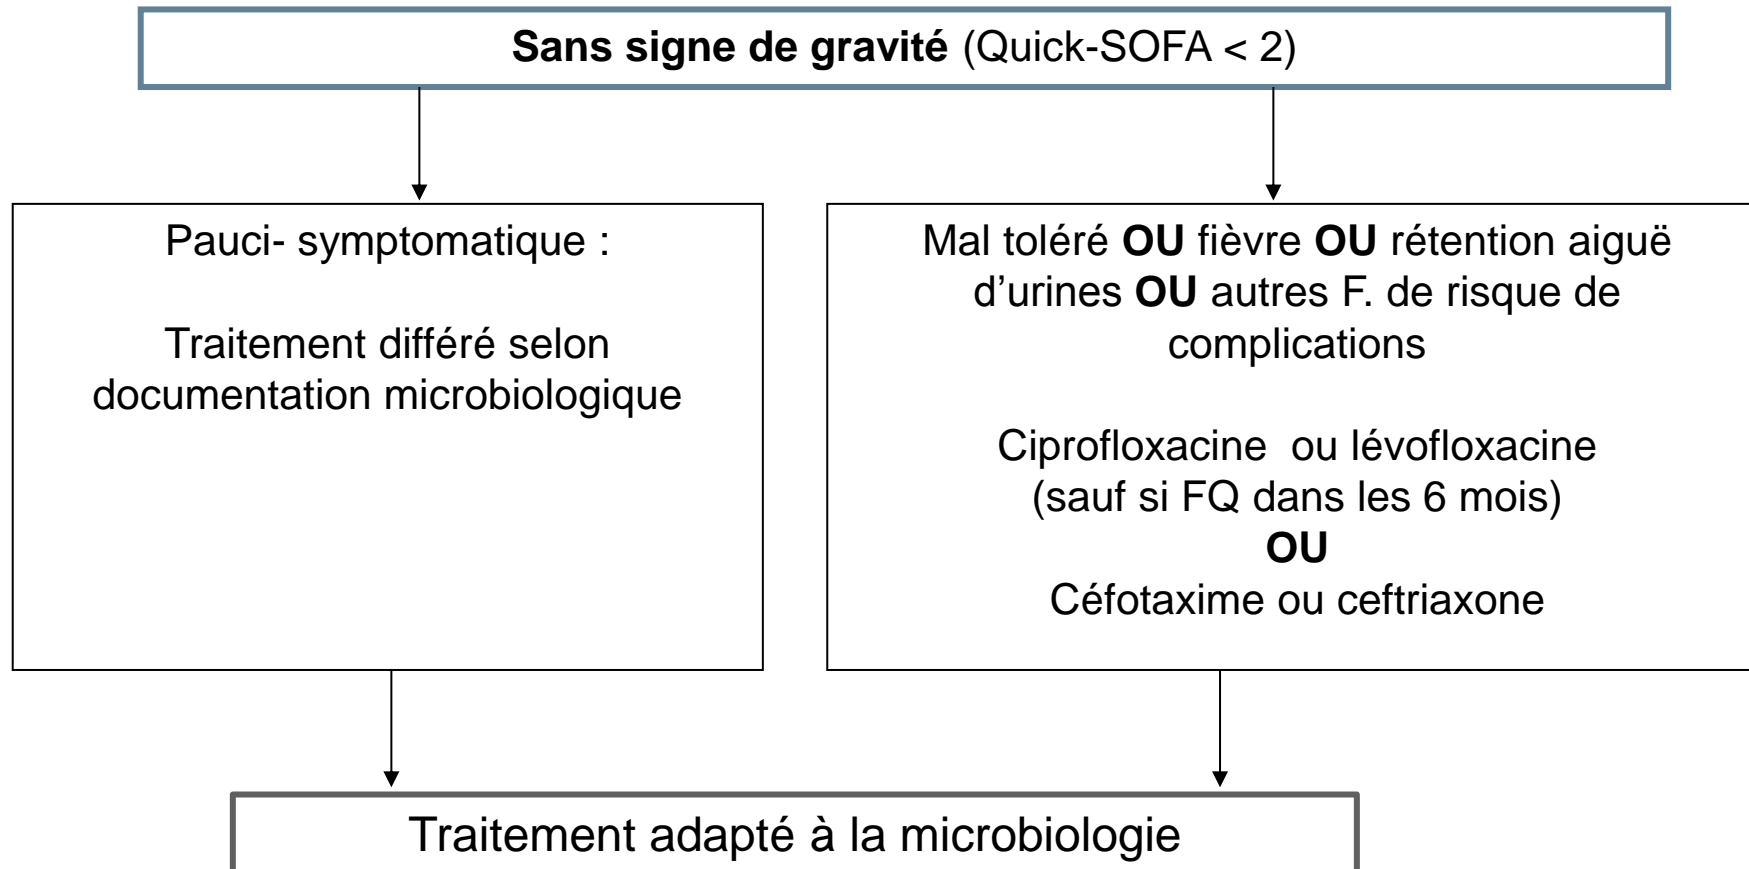 Sans signe de gravité (Quick-SOFA < 2)
Pauci- symptomatique :
Traitement différé selon
documentation microbiologique
Mal toléré OU fièvre OU rétention aiguë
d’urines OU autres F. de risque de
complications
Ciprofloxacine ou lévofloxacine
(sauf si FQ dans les 6 mois)
OU
Céfotaxime ou ceftriaxone
Traitement adapté à la microbiologie